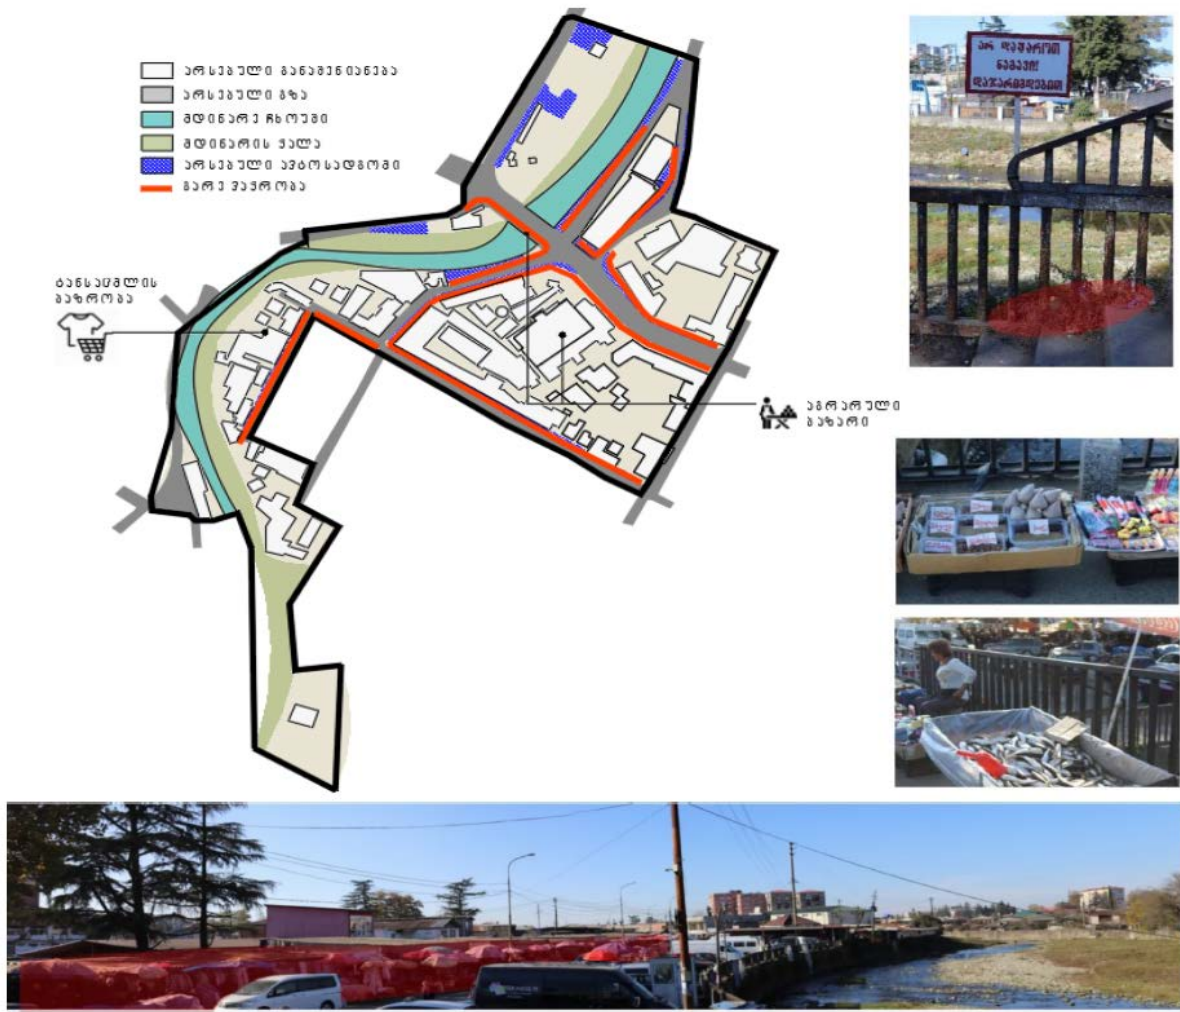 არსებული განაშენიანება
არსებული გზა
მდინარე ჩხოუში
მდინარის ჭალა
არსებული ავტოსადგომი
გარე ვაჭრობა
ტანსაცმლის
ბაზრობა
აგრარული
ბაზარი
არ დაყაროთ
ნაგავი!
დაჯარიმდებით